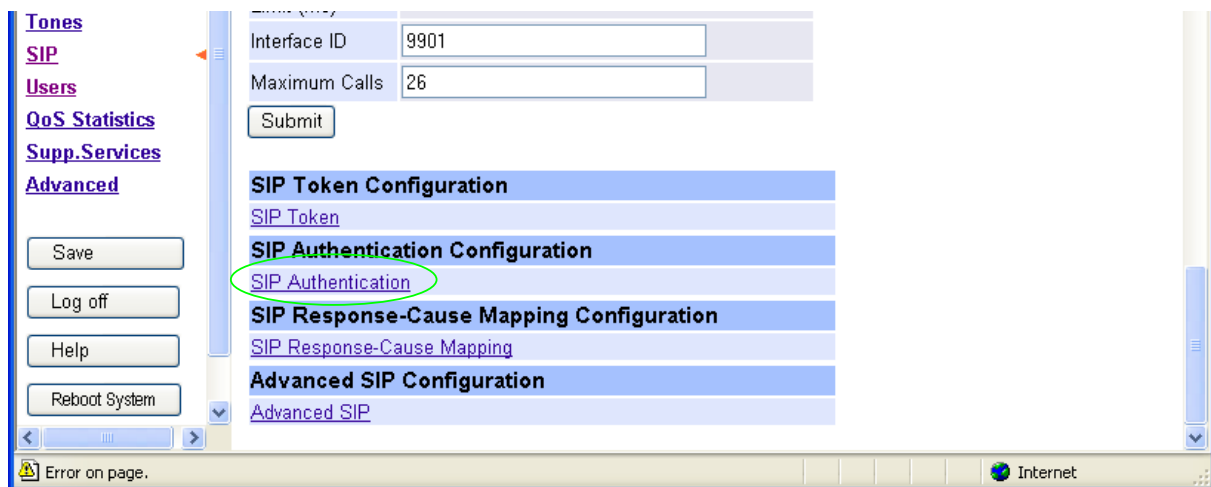 Tones
SIP
Users
QoS Statistics
Supp.Services
Advanced
Save
Log off
Help
Reboot System
Interface ID 9901
Maximum Calls 26
Submit
SIP Token Configuration
SIP Token
SIP Authentication Configuration
SIP Authentication
SIP Response-Cause Mapping Configuration
SIP Response-Cause Mapping
Advanced SIP Configuration
Advanced SIP
Error on page.
Internet